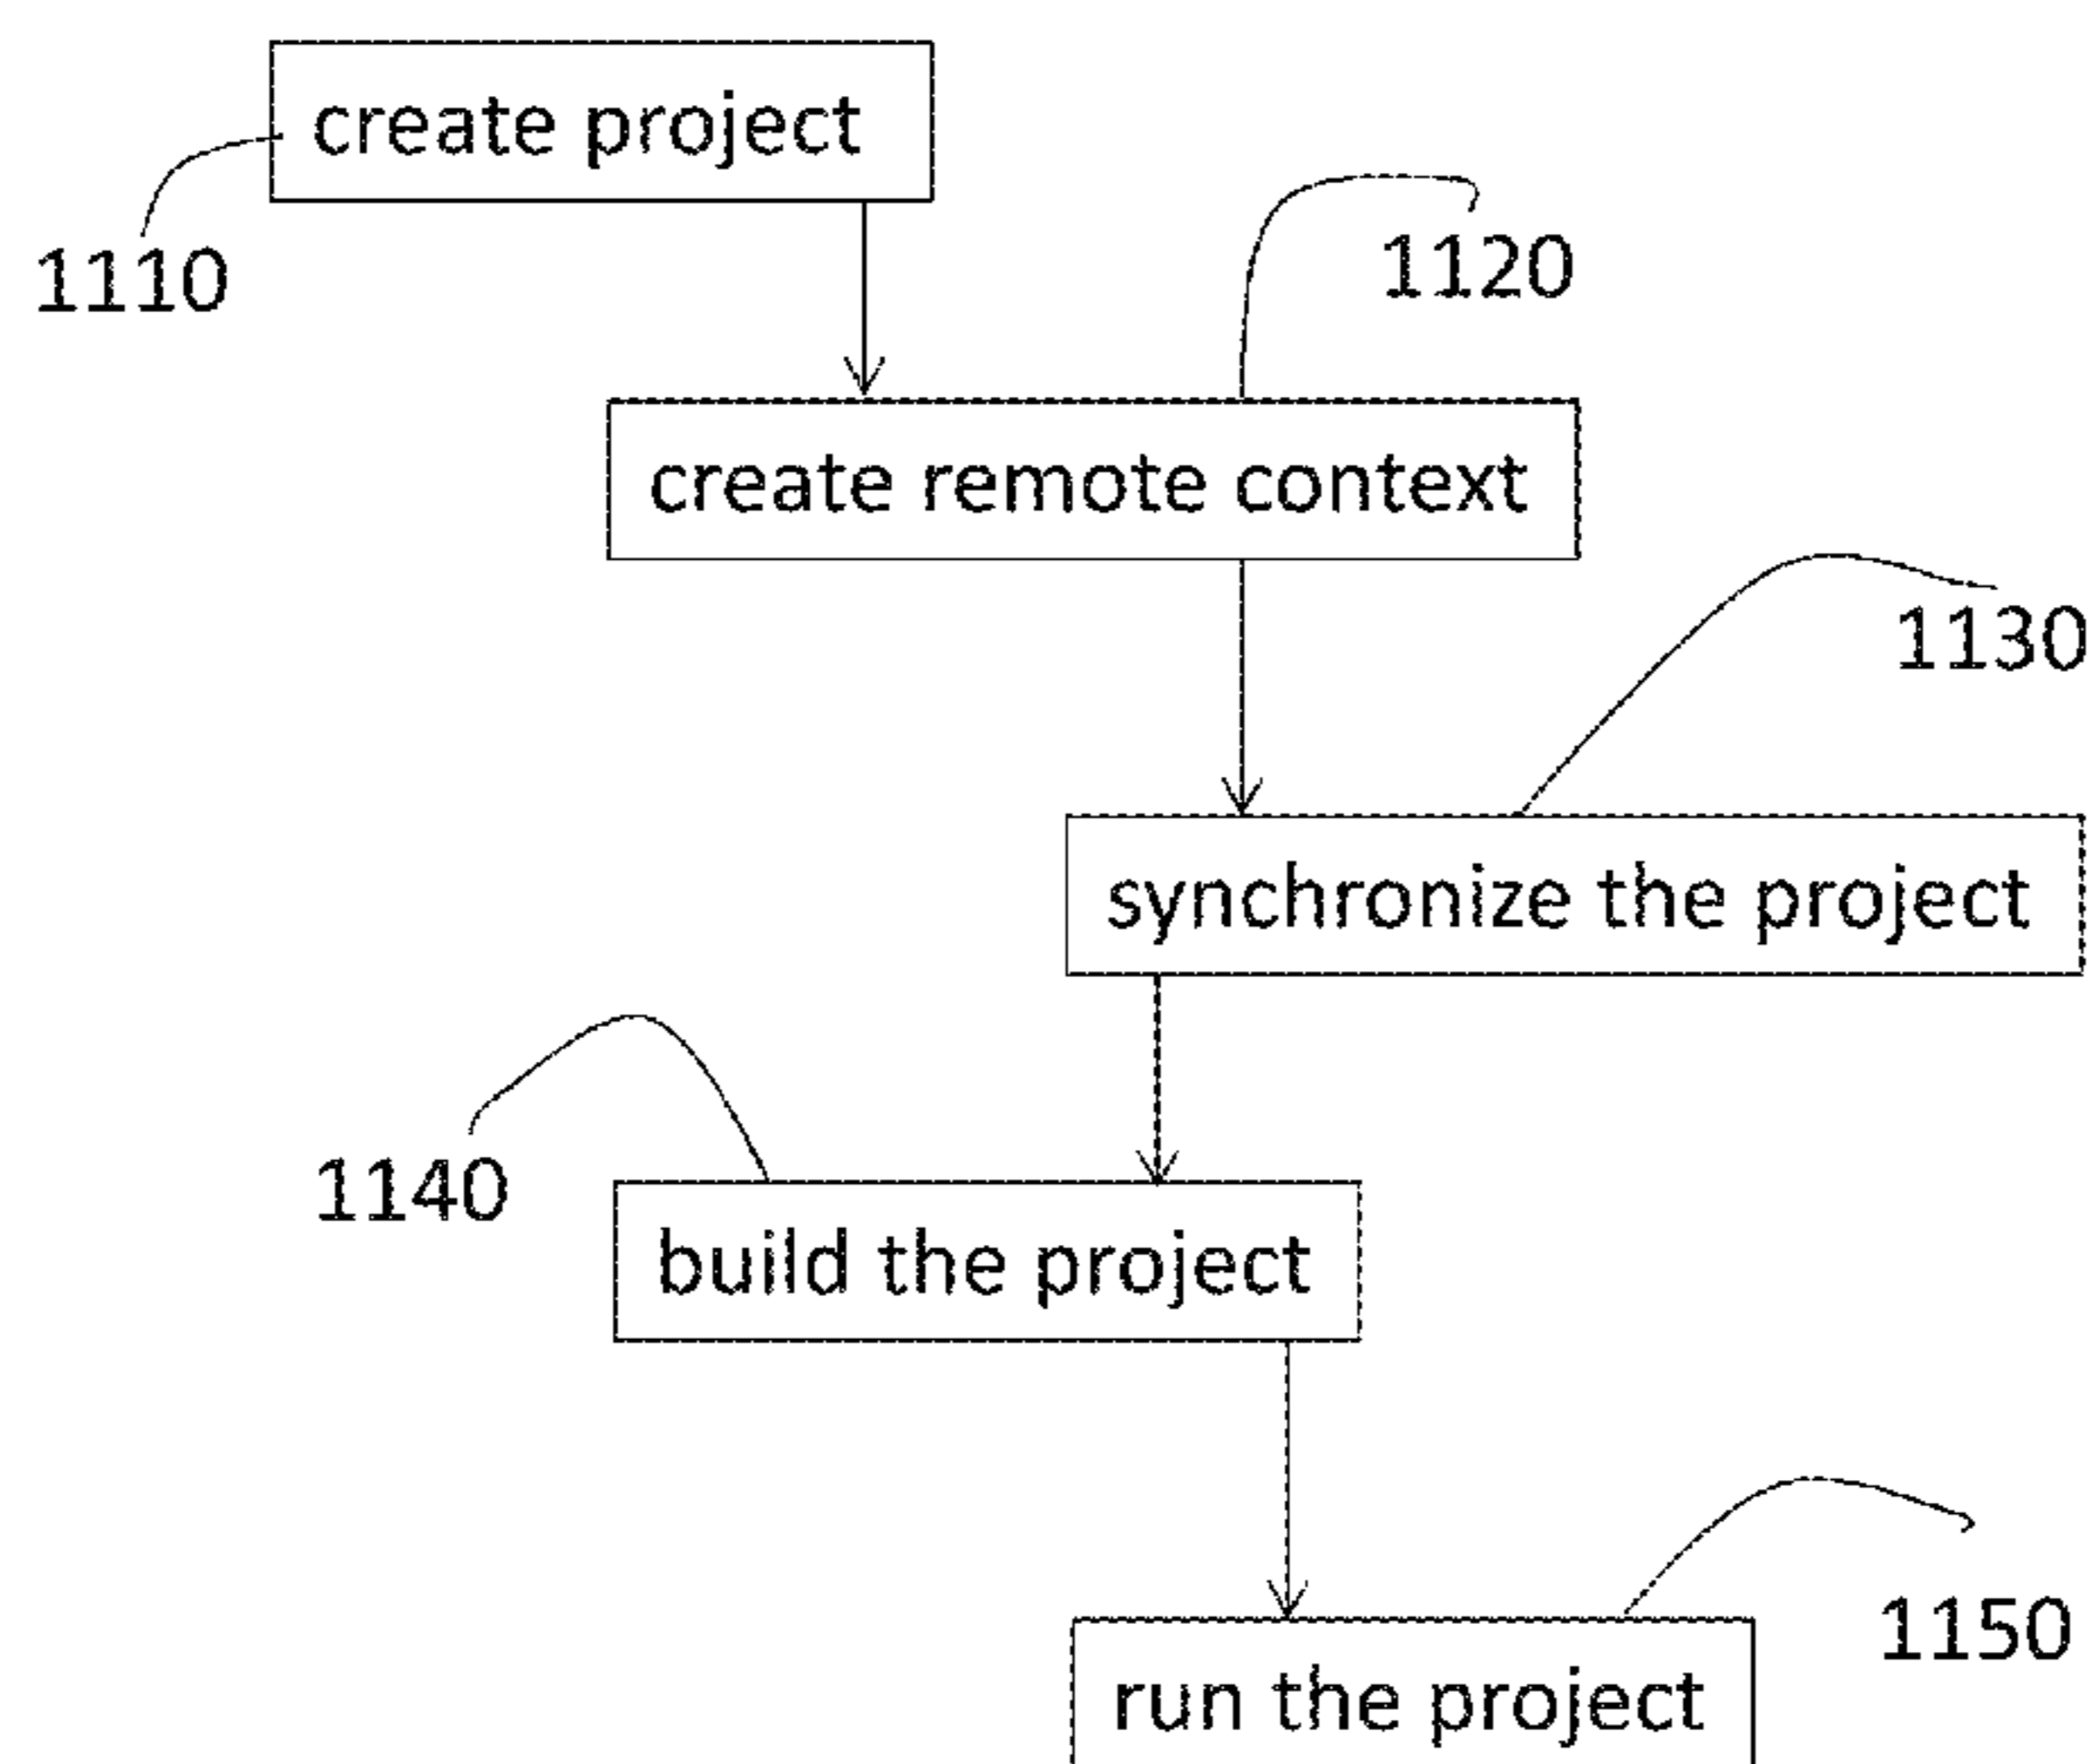 create project
1110
1120
create remote context
1130
synchronize the project
1140
build the project
1150
run the project